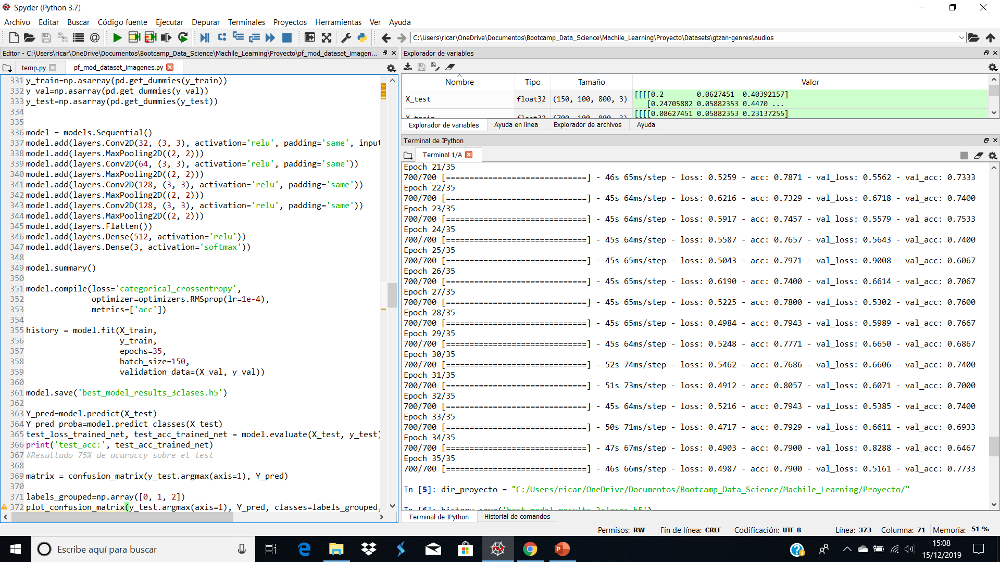 Spyder (Python 3.7)
Archivo Editar Buscar Código fuente Ejecutar Depurar Terminales Proyectos Herramientas Ver Ayuda
C:\Users\ricar\OneDrive\Documentos\Bootcamp_Data_Science\Machile_Learning\Proyecto\Datasets\gtzan-genres\audios
Editor - C:\Users\ricar\OneDrive\Documentos\Bootcamp_Data_Science\Machile_Learning\Proyecto\pf_mod_dataset_imagen...
temp.py pf_mod_dataset_imagenes.py
331 y_train=np.asarray(pd.get_dummies(y_train))
332 y_val=np.asarray(pd.get_dummies(y_val))
333 y_test=np.asarray(pd.get_dummies(y_test))
334
335
336 model = models.Sequential()
337 model.add(layers.Conv2D(32, (3, 3), activation='relu', padding='same', input
338 model.add(layers.MaxPooling2D((2, 2)))
339 model.add(layers.Conv2D(64, (3, 3), activation='relu', padding='same'))
340 model.add(layers.MaxPooling2D((2, 2)))
341 model.add(layers.Conv2D(128, (3, 3), activation='relu', padding='same'))
342 model.add(layers.MaxPooling2D((2, 2)))
343 model.add(layers.Conv2D(128, (3, 3), activation='relu', padding='same'))
344 model.add(layers.MaxPooling2D((2, 2)))
345 model.add(layers.Flatten())
346 model.add(layers.Dense(512, activation='relu'))
347 model.add(layers.Dense(3, activation='softmax'))
348
349 model.summary()
350
351 model.compile(loss='categorical_crossentropy',
352 optimizer=optimizers.RMSprop(lr=1e-4),
353 metrics=['acc'])
354
355 history = model.fit(X_train,
356 y_train,
357 epochs=35,
358 batch_size=150,
359 validation_data=(X_val, y_val))
360
361 model.save('best_model_results_3clases.h5')
362
363 Y_pred=model.predict(X_test)
364 Y_pred_proba=model.predict_classes(X_test)
365 test_loss_trained_net, test_acc_trained_net = model.evaluate(X_test, y_test)
366 print('test_acc:', test_acc_trained_net)
367 #Resultado 75% de acuraccy sobre el test
368
369 matrix = confusion_matrix(y_test.argmax(axis=1), Y_pred)
370
371 labels_grouped=np.array([0, 1, 2])
372 plot_confusion_matrix(y_test.argmax(axis=1), Y_pred, classes=labels_grouped,
Explorador de variables
Nombre Tipo Tamaño Valor
X_test float32 (150, 100, 800, 3) [[[[0.2 0.0627451 0.40392157]
[0.24705882 0.05882353 0.4470 ...
X_train float32 (700, 100, 800, 3) [[[[0.08627451 0.05882353 0.23137255]
Explorador de variables Ayuda en línea Explorador de archivos Ayuda
Terminal de IPython
Terminal 1/A
Epoch 21/35
700/700 [==============================] - 46s 65ms/step - loss: 0.5259 - acc: 0.7871 - val_loss: 0.5562 - val_acc: 0.7333
Epoch 22/35
700/700 [==============================] - 45s 64ms/step - loss: 0.6216 - acc: 0.7329 - val_loss: 0.6718 - val_acc: 0.7400
Epoch 23/35
700/700 [==============================] - 45s 64ms/step - loss: 0.5917 - acc: 0.7457 - val_loss: 0.5579 - val_acc: 0.7533
Epoch 24/35
700/700 [==============================] - 45s 64ms/step - loss: 0.5587 - acc: 0.7657 - val_loss: 0.5643 - val_acc: 0.7400
Epoch 25/35
700/700 [==============================] - 45s 65ms/step - loss: 0.5043 - acc: 0.7971 - val_loss: 0.9008 - val_acc: 0.6067
Epoch 26/35
700/700 [==============================] - 45s 65ms/step - loss: 0.6190 - acc: 0.7400 - val_loss: 0.6614 - val_acc: 0.7067
Epoch 27/35
700/700 [==============================] - 45s 65ms/step - loss: 0.5225 - acc: 0.7800 - val_loss: 0.5302 - val_acc: 0.7600
Epoch 28/35
700/700 [==============================] - 45s 65ms/step - loss: 0.4984 - acc: 0.7943 - val_loss: 0.5989 - val_acc: 0.7667
Epoch 29/35
700/700 [==============================] - 45s 64ms/step - loss: 0.5248 - acc: 0.7771 - val_loss: 0.6650 - val_acc: 0.6867
Epoch 30/35
700/700 [==============================] - 52s 74ms/step - loss: 0.5462 - acc: 0.7686 - val_loss: 0.6606 - val_acc: 0.7400
Epoch 31/35
700/700 [==============================] - 51s 73ms/step - loss: 0.4912 - acc: 0.8057 - val_loss: 0.6071 - val_acc: 0.7000
Epoch 32/35
700/700 [==============================] - 45s 64ms/step - loss: 0.5216 - acc: 0.7943 - val_loss: 0.5385 - val_acc: 0.7400
Epoch 33/35
700/700 [==============================] - 50s 71ms/step - loss: 0.4717 - acc: 0.7929 - val_loss: 0.6611 - val_acc: 0.6933
Epoch 34/35
700/700 [==============================] - 47s 67ms/step - loss: 0.4903 - acc: 0.7900 - val_loss: 0.8288 - val_acc: 0.6467
Epoch 35/35
700/700 [==============================] - 46s 66ms/step - loss: 0.4987 - acc: 0.7900 - val_loss: 0.5161 - val_acc: 0.7733
In [5]: dir_proyecto = "C:/Users/ricar/OneDrive/Documentos/Bootcamp_Data_Science/Machile_Learning/Proyecto/"
In [6]: history.save('best_model_results_3clases.h5')
Terminal de IPython Historial de comandos
Permisos: RW Fin de línea: CRLF Codificación: UTF-8 Línea: 373 Columna: 71 Memoria: 51 %
Escribe aquí para buscar
15:08
15/12/2019